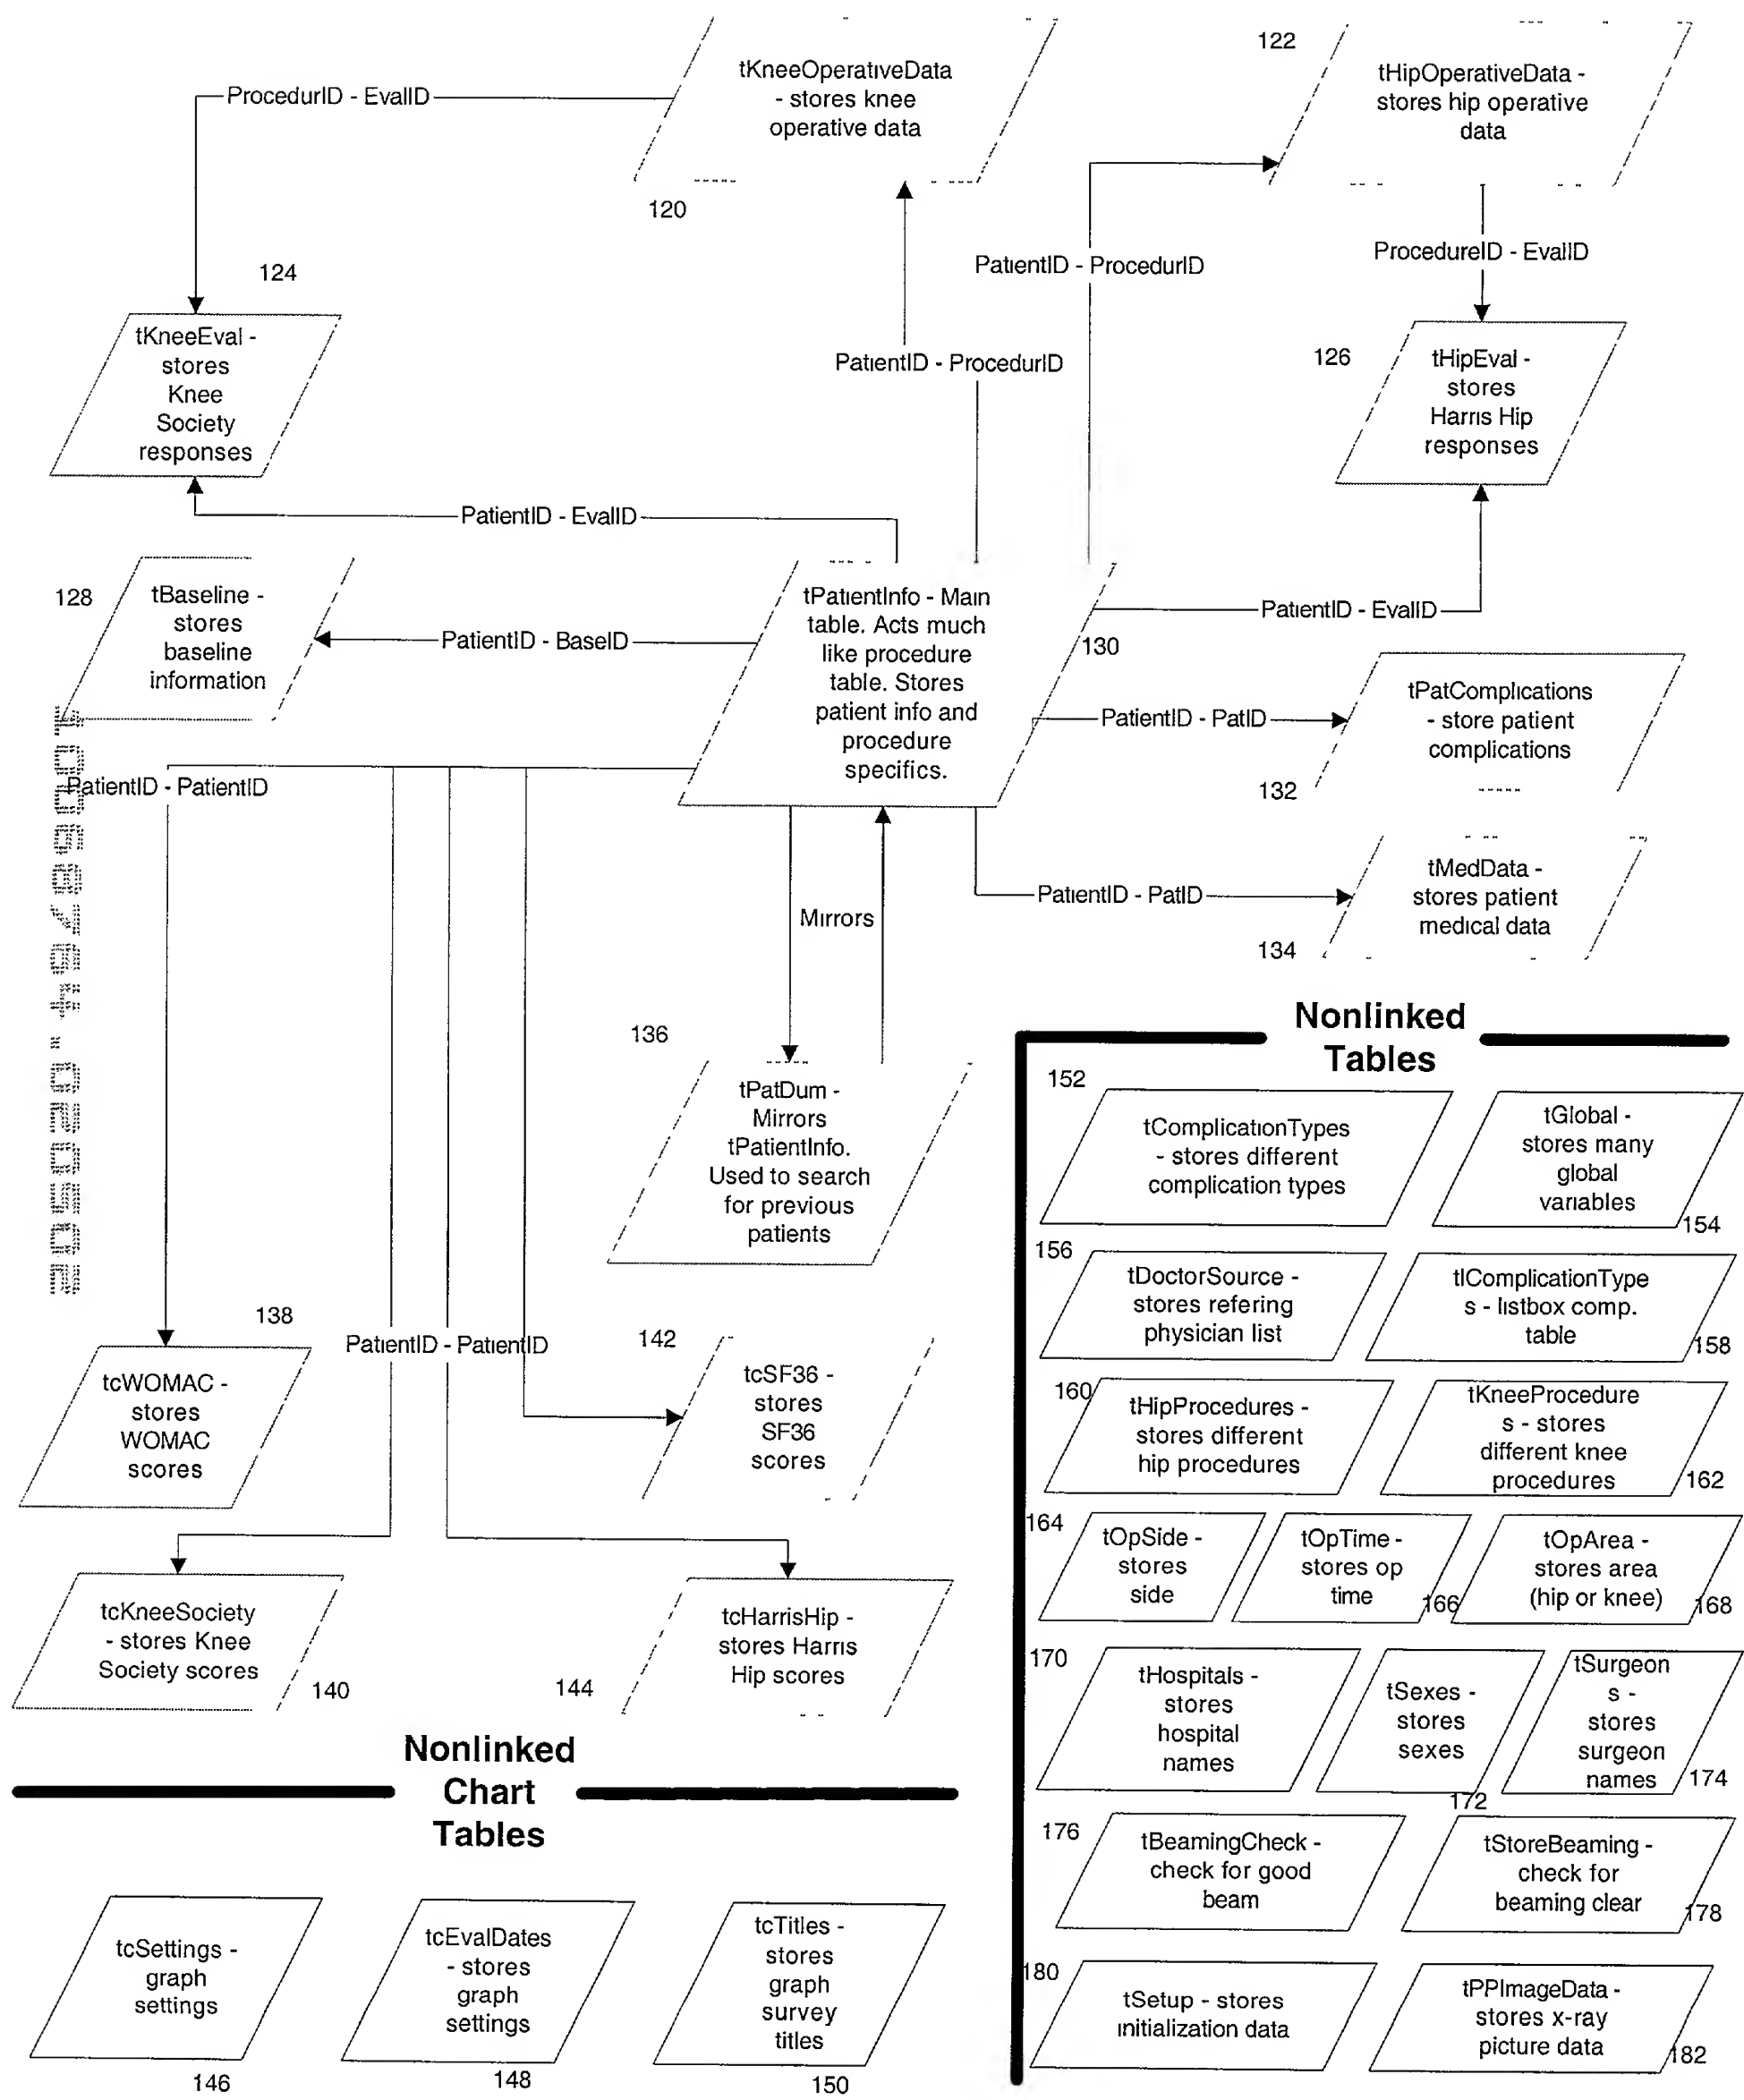 tKneeOperativeData
- stores knee
operative data
120
122
tHipOperativeData -
stores hip operative
data
ProcedurID - EvalID
PatientID - ProcedurID
PatientID - ProcedurID
ProcedureID - EvalID
124
tKneeEval -
stores
Knee
Society
responses
126
tHipEval -
stores
Harris Hip
responses
PatientID - EvalID
128
tBaseline -
stores
baseline
information
PatientID - BaseID
tPatientInfo - Main
table. Acts much
like procedure
table. Stores
patient info and
procedure
specifics.
130
PatientID - EvalID
PatientID - PatID
tPatComplications
- store patient
complications
132
PatientID - PatID
tMedData -
stores patient
medical data
134
PatientID - PatientID
Mirrors
136
tPatDum -
Mirrors
tPatientInfo.
Used to search
for previous
patients
138
tcWOMAC -
stores
WOMAC
scores
PatientID - PatientID
142
tcSF36 -
stores
SF36
scores
tcKneeSociety
- stores Knee
Society scores
140
144
tcHarrisHip -
stores Harris
Hip scores
Nonlinked
Chart
Tables
tcSettings -
graph
settings
146
tcEvalDates
- stores
graph
settings
148
tcTitles -
stores
graph
survey
titles
150
Nonlinked
Tables
152
tComplicationTypes
- stores different
complication types
tGlobal -
stores many
global
variables
154
156
tDoctorSource -
stores refering
physician list
tlComplicationType
s - listbox comp.
table
158
160
tHipProcedures -
stores different
hip procedures
tKneeProcedure
s - stores
different knee
procedures
162
164
tOpSide -
stores
side
tOpTime -
stores op
time
166
tOpArea -
stores area
(hip or knee)
168
170
tHospitals -
stores
hospital
names
tSexes -
stores
sexes
172
tSurgeon
s -
stores
surgeon
names
174
176
tBeamingCheck -
check for good
beam
tStoreBeaming -
check for
beaming clear
178
180
tSetup - stores
initialization data
tPPImageData -
stores x-ray
picture data
182